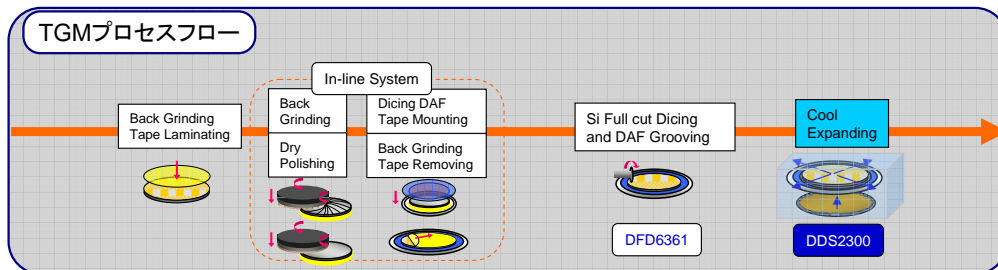 TGMプロセスフロー
In-line System
Back Grinding
Tape Laminating
Back
Grinding
Dry
Polishing
Dicing DAF
Tape Mounting
Back Grinding
Tape Removing
Si Full cut Dicing
and DAF Grooving
DFD6361
Cool
Expanding
DDS2300